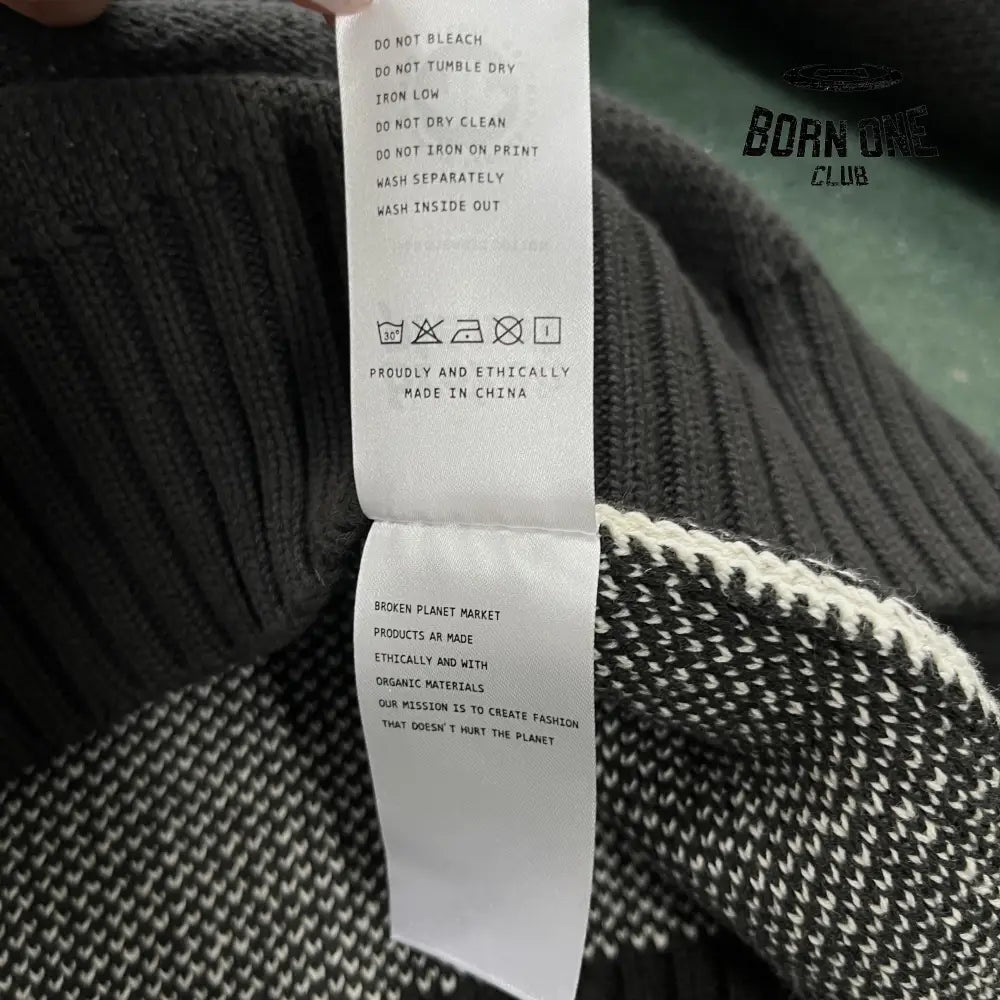 DO NOT BLEACH
DO NOT TUMBLE DRY
IRON LOW
DO NOT DRY CLEAN
DO NOT IRON ON PRINT
WASH SEPARATELY
WASH INSIDE OUT
30°
PROUDLY AND ETHICALLY
MADE IN CHINA
BROKEN PLANET MARKET
PRODUCTS AR MADE
ETHICALLY AND WITH
ORGANIC MATERIALS
OUR MISSION IS TO CREATE FASHION
THAT DOESN'T HURT THE PLANET
BORN ONE
CLUB